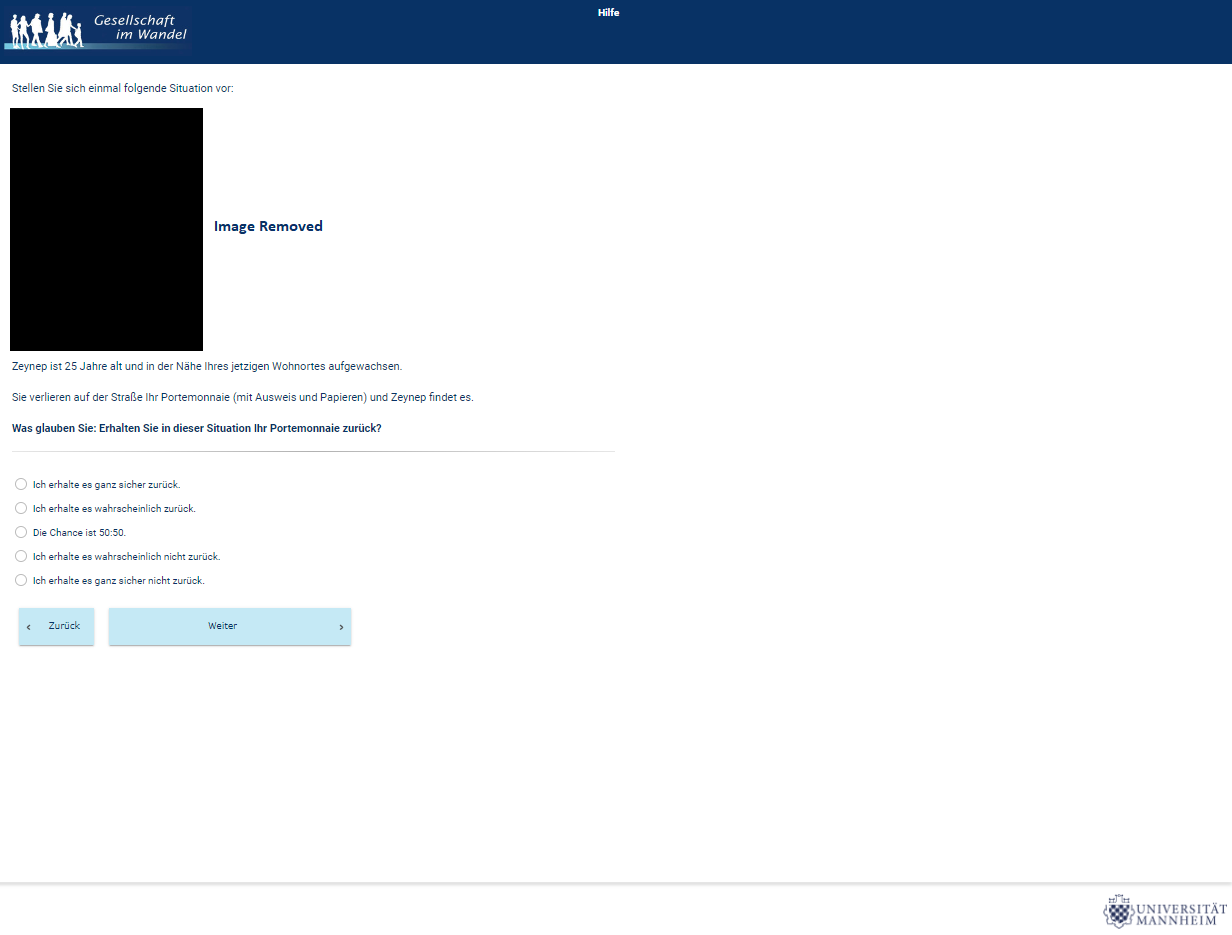 Gesellschaft
im Wandel
Hilfe
Stellen Sie sich einmal folgende Situation vor:
Image Removed
Zeynep ist 25 Jahre alt und in der Nähe Ihres jetzigen Wohnortes aufgewachsen.
Sie verlieren auf der Straße Ihr Portemonnaie (mit Ausweis und Papieren) und Zeynep findet es.
Was glauben Sie: Erhalten Sie in dieser Situation Ihr Portemonnaie zurück?
Ich erhalte es ganz sicher zurück.
Ich erhalte es wahrscheinlich zurück.
Die Chance ist 50:50.
Ich erhalte es wahrscheinlich nicht zurück.
Ich erhalte es ganz sicher nicht zurück.
‹ Zurück Weiter ›
UNIVERSITÄT
MANNHEIM